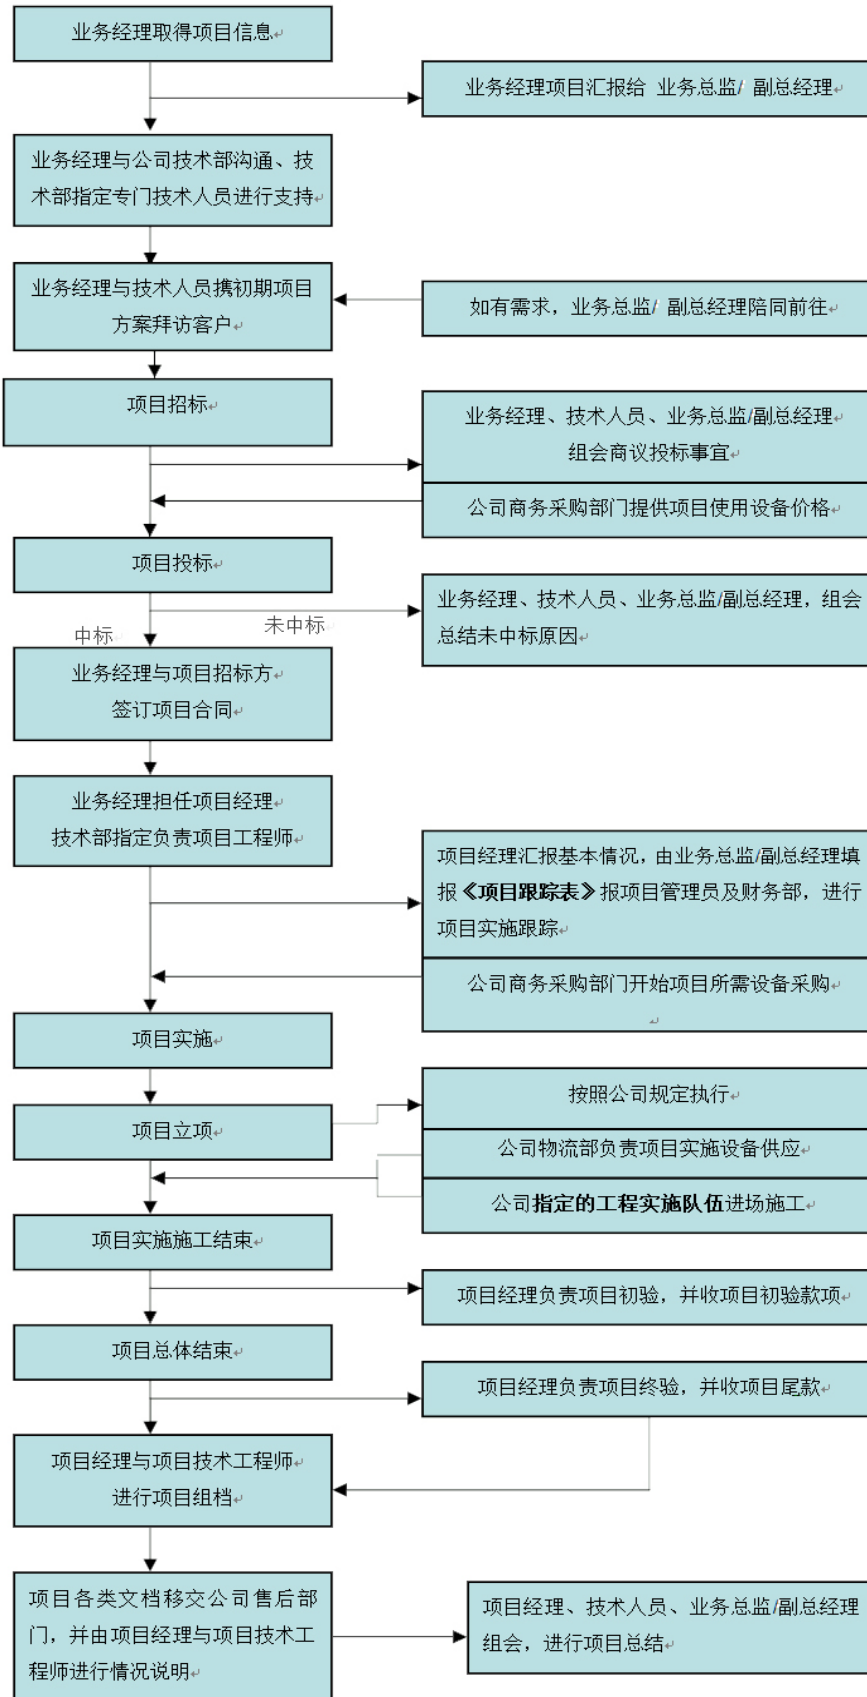 业务经理取得项目信息
业务经理项目汇报给 业务总监/ 副总经理
业务经理与公司技术部沟通、技
术部指定专门技术人员进行支持
业务经理与技术人员携初期项目
方案拜访客户
如有需求，业务总监/ 副总经理陪同前往
项目招标
业务经理、技术人员、业务总监/副总经理
组会商议投标事宜
公司商务采购部门提供项目使用设备价格
项目投标
业务经理、技术人员、业务总监/副总经理，组会
总结未中标原因
中标
未中标
业务经理与项目招标方
签订项目合同
业务经理担任项目经理
技术部指定负责项目工程师
项目经理汇报基本情况，由业务总监/副总经理填
报《项目跟踪表》报项目管理员及财务部，进行
项目实施跟踪
公司商务采购部门开始项目所需设备采购
项目实施
按照公司规定执行
项目立项
公司物流部负责项目实施设备供应
公司指定的工程实施队伍进场施工
项目实施施工结束
项目经理负责项目初验，并收项目初验款项
项目总体结束
项目经理负责项目终验，并收项目尾款
项目经理与项目技术工程师
进行项目组档
项目各类文档移交公司售后部
门，并由项目经理与项目技术工
程师进行情况说明
项目经理、技术人员、业务总监/副总经理
组会，进行项目总结